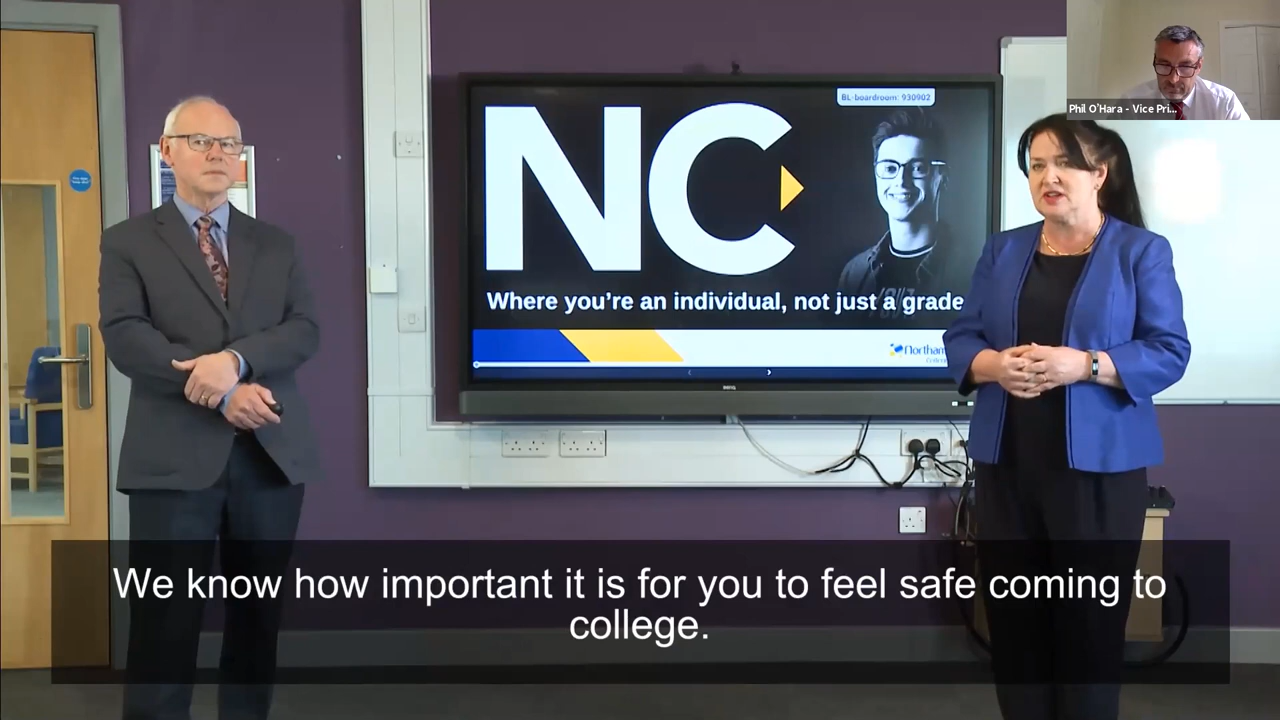 Phil O'Hara - Vice Pri...
BL-boardroom: 930902
NC
Where you're an individual, not just a grade
We know how important it is for you to feel safe coming to
college.